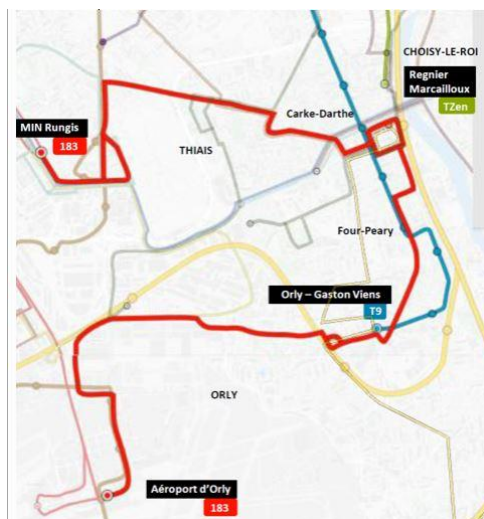 CHOISY-LE-ROI
Regnier
Marcailloux
TZen
Carke-Darthe
MIN Rungis
183
THIAIS
Four-Peary
Orly – Gaston Viens
T9
ORLY
Aéroport d'Orly
183